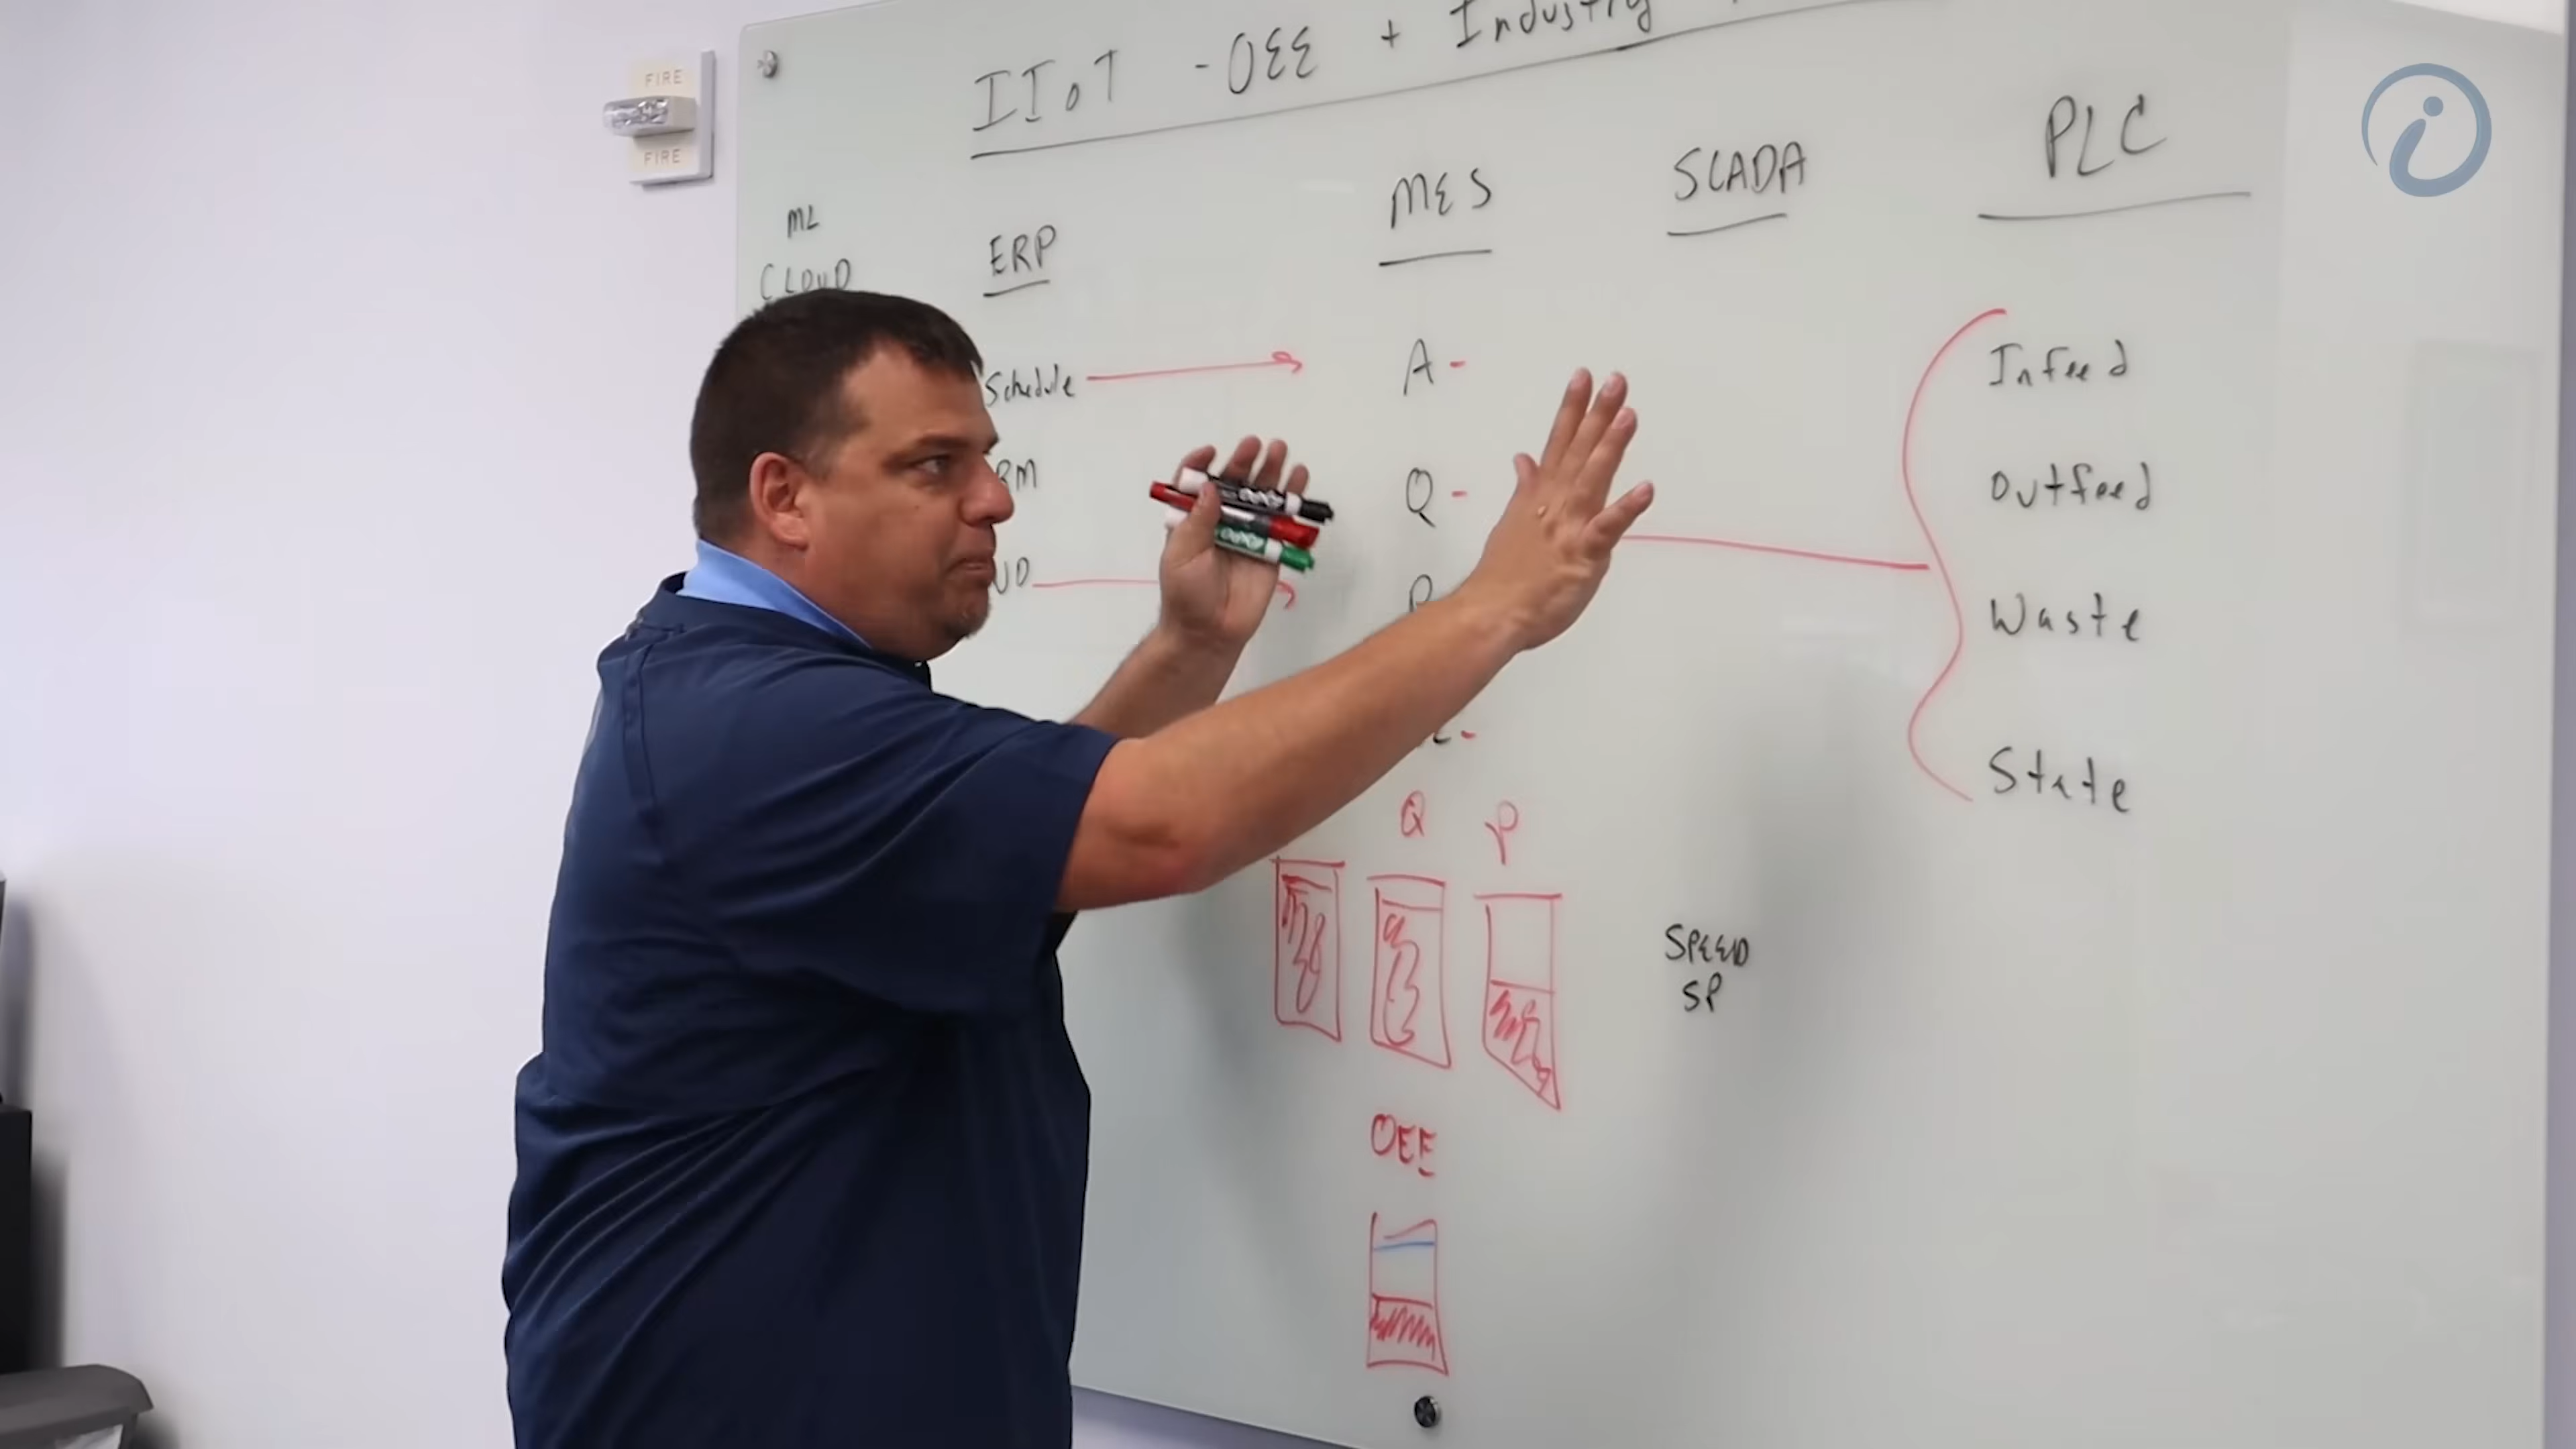 FIRE
FIRE
IIoT - OEE + Industry
ML
CLOUD
ERP
MES
SCADA
PLC
Schedule
A -
Infeed
Q -
Outfeed
Waste
State
Q
P
SPEED
SP
OEE
EXPO